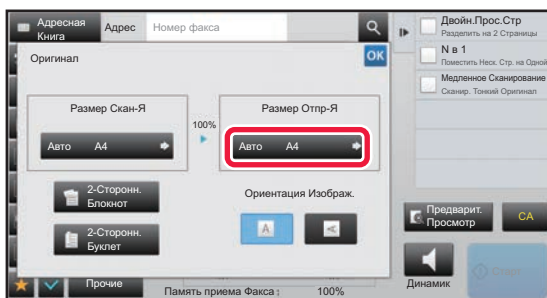 Адресная
Книга
Адрес
Номер факса
Оригинал
OK
Размер Скан-Я
Авто A4
100%
Размер Отпр-Я
Авто A4
2-Сторонн.
Блокнот
2-Сторонн.
Буклет
Ориентация Изображ.
A
A
Прочие
Память приема Факса :
100%
Двойн.Прос.Стр
Разделить на 2 Страницы
N в 1
Поместить Неск. Стр. на Одной
Медленное Сканирование
Сканир. Тонкий Оригинал
Предварит.
Просмотр
CA
Динамик
Старт